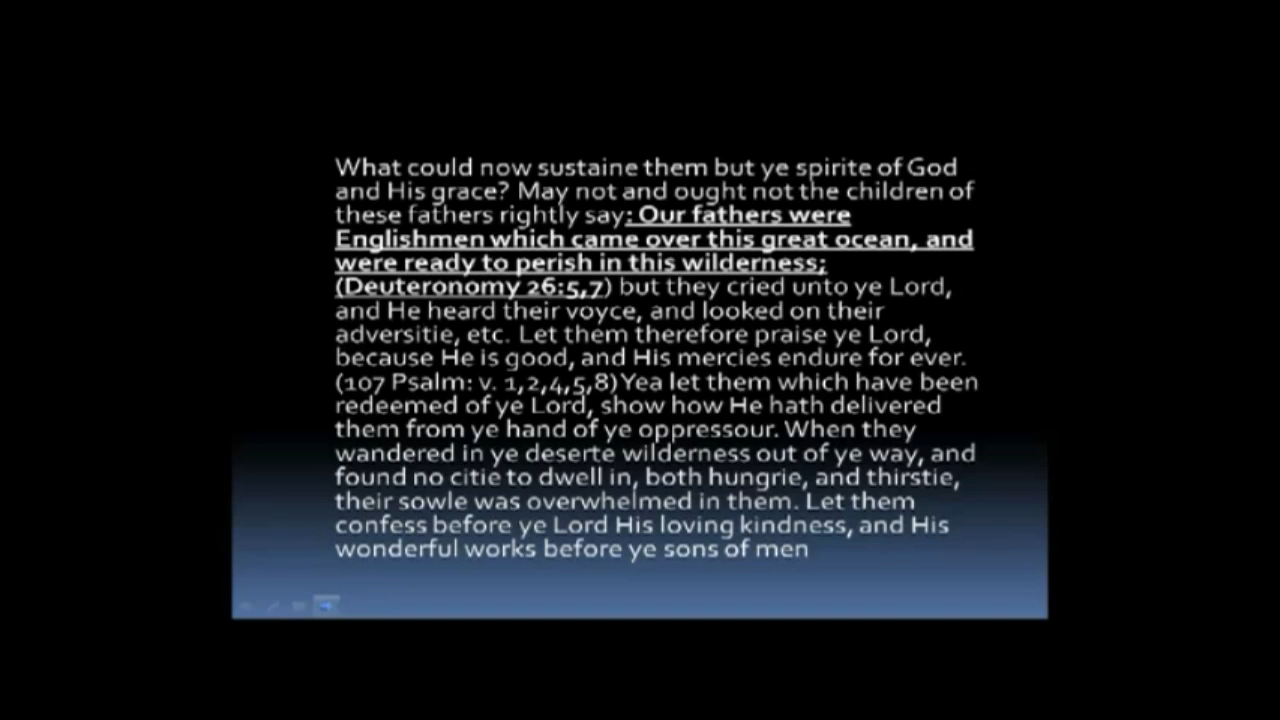 What could now sustaine them but ye spirite of God
and His grace? May not and ought not the children of
these fathers rightly say: Our fathers were
Englishmen which came over this great ocean, and
were ready to perish in this wilderness;
(Deuteronomy 26:5,7) but they cried unto ye Lord,
and He heard their voyce, and looked on their
adversitie, etc. Let them therefore praise ye Lord,
because He is good, and His mercies endure for ever.
(107 Psalm: v. 1,2,4,5,8)Yea let them which have been
redeemed of ye Lord, show how He hath delivered
them from ye hand of ye oppressour. When they
wandered in ye deserte wilderness out of ye way, and
found no citie to dwell in, both hungrie, and thirstie,
their sowle was overwhelmed in them. Let them
confess before ye Lord His loving kindness, and His
wonderful works before ye sons of men